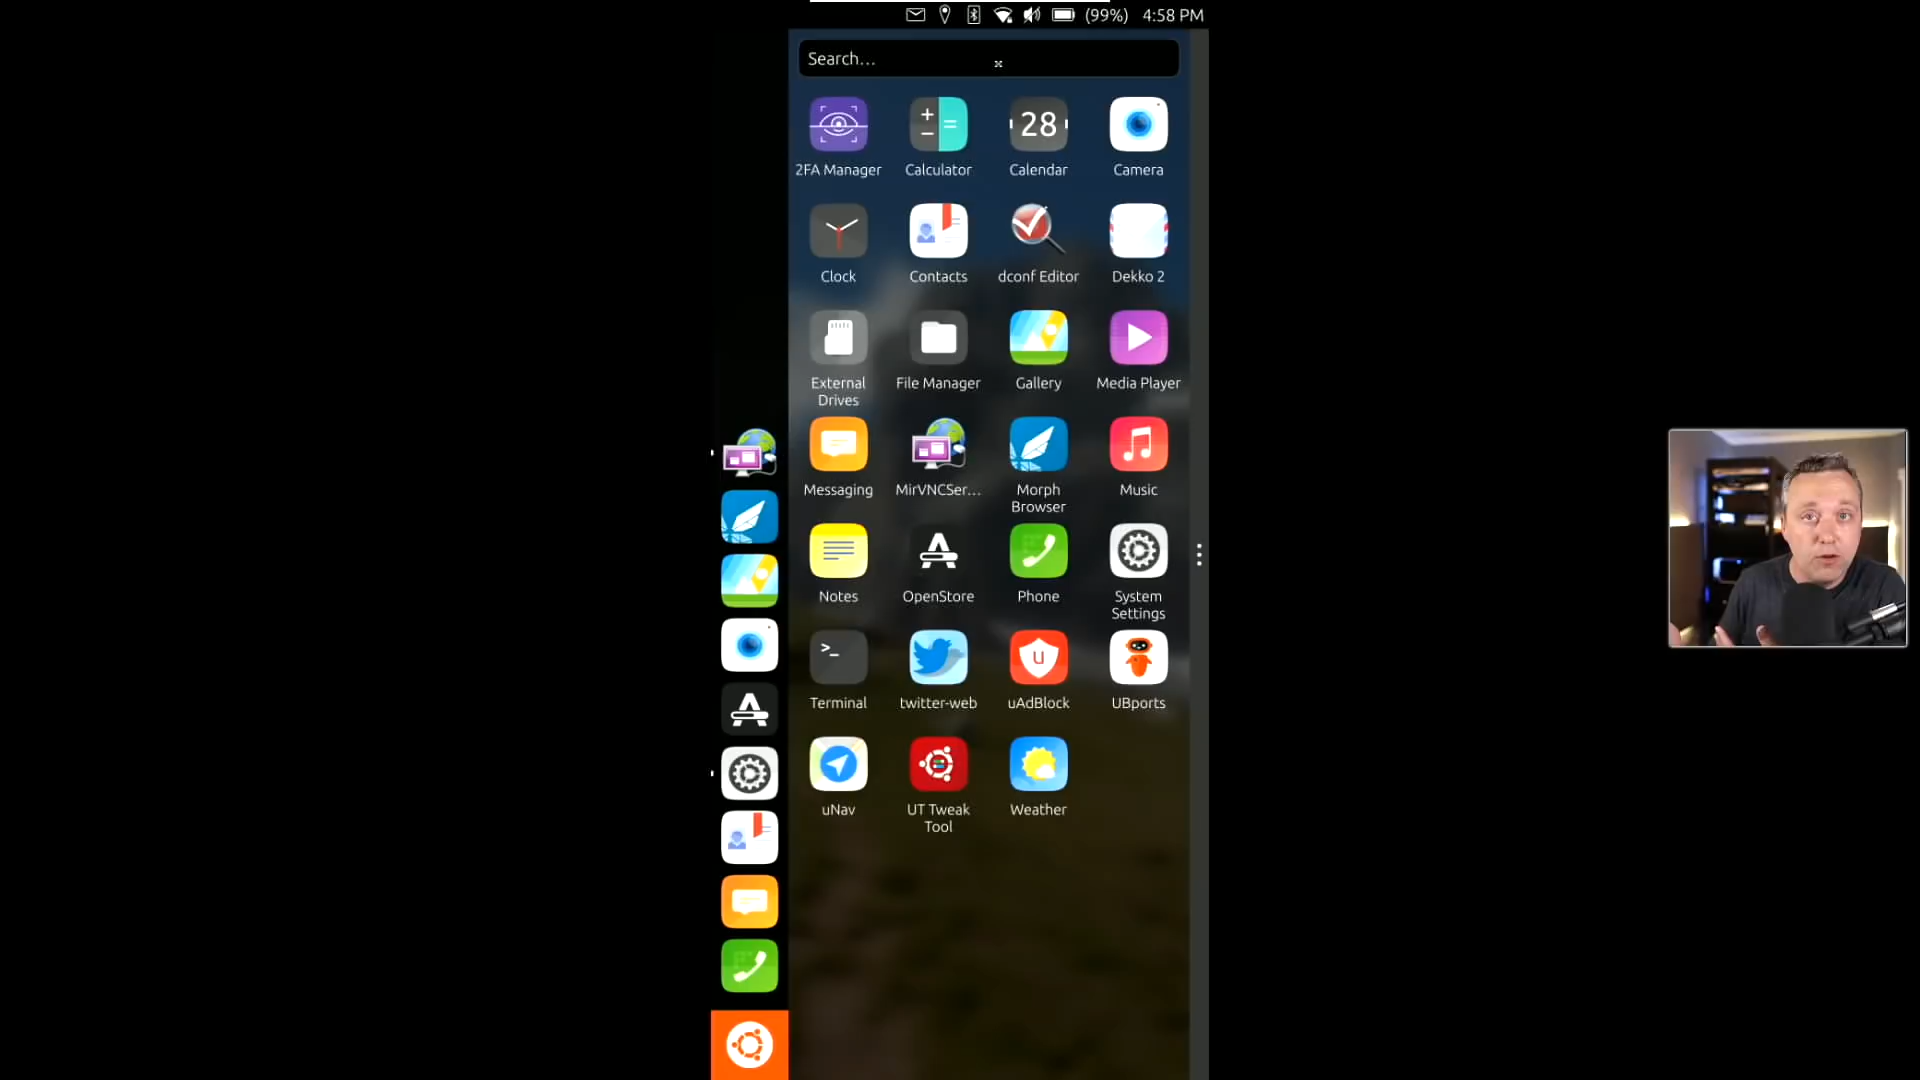 (99%) 4:58 PM
Search...
2FA Manager
Calculator
28
Calendar
Camera
Clock
Contacts
dconf Editor
Dekko 2
External
Drives
File Manager
Gallery
Media Player
Messaging
MirVNCSer...
Morph
Browser
Music
Notes
OpenStore
Phone
System
Settings
>_
Terminal
twitter-web
u
uAdBlock
UBports
uNav
UT Tweak
Tool
Weather